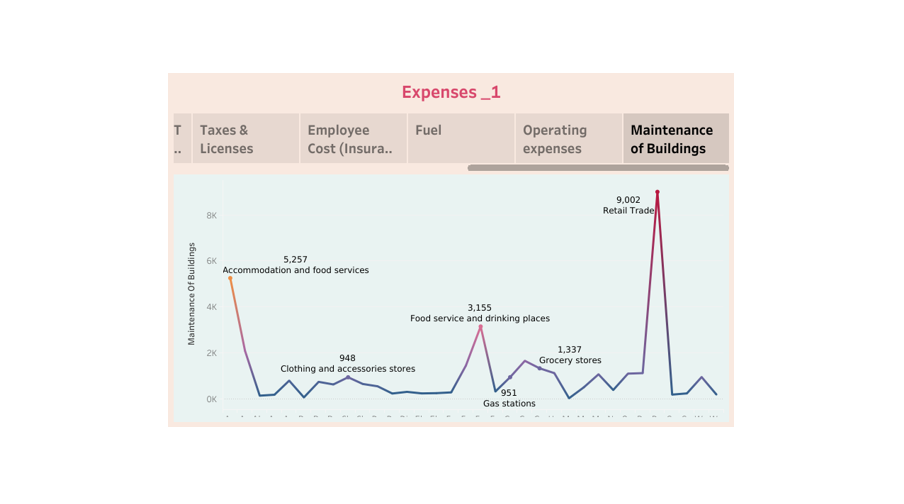 Expenses _1
T
..
Taxes &
Licenses
Employee
Cost (Insura..
Fuel
Operating
expenses
Maintenance
of Buildings
Maintenance Of Buildings
8K
6K
4K
2K
0K
9,002
Retail Trade
5,257
Accommodation and food services
3,155
Food service and drinking places
948
Clothing and accessories stores
1,337
Grocery stores
951
Gas stations